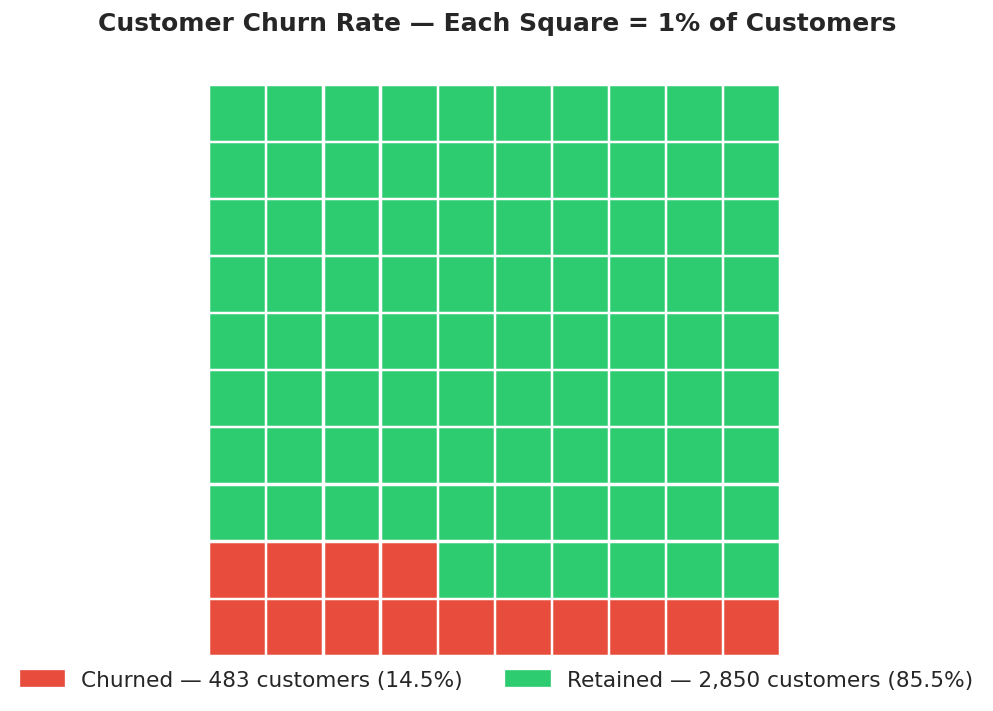 Customer Churn Rate — Each Square = 1% of Customers
Churned — 483 customers (14.5%)
Retained — 2,850 customers (85.5%)